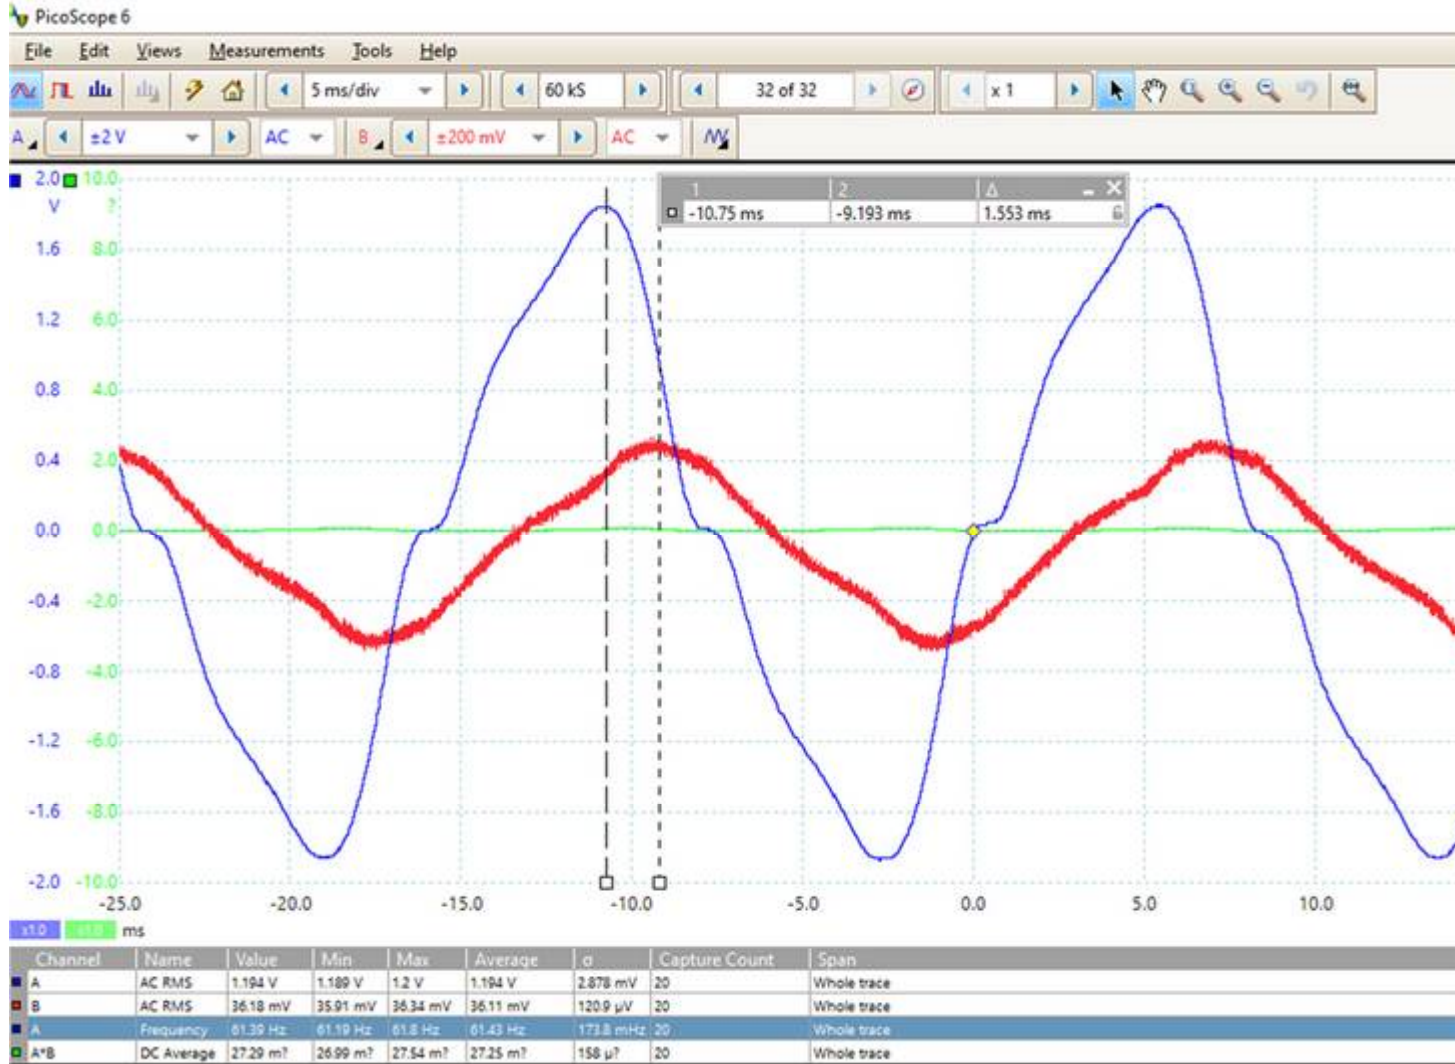 PicoScope 6
File Edit Views Measurements Tools Help
5 ms/div 60 kS 32 of 32 x 1
A ±2 V AC B ±200 mV AC
2.0 10.0
V ?
1 2 Δ
-10.75 ms -9.193 ms 1.553 ms
1.6 8.0
1.2 6.0
0.8 4.0
0.4 2.0
0.0 0.0
-0.4 -2.0
-0.8 -4.0
-1.2 -6.0
-1.6 -8.0
-2.0 -10.0
-25.0 -20.0 -15.0 -10.0 -5.0 0.0 5.0 10.0
x1.0 x1.0 ms
Channel Name Value Min Max Average σ Capture Count Span
A AC RMS 1.194 V 1.189 V 1.2 V 1.194 V 2.878 mV 20 Whole trace
B AC RMS 36.18 mV 35.91 mV 36.34 mV 36.11 mV 120.9 µV 20 Whole trace
A Frequency 61.39 Hz 61.19 Hz 61.8 Hz 61.43 Hz 173.8 mHz 20 Whole trace
A*B DC Average 27.29 m? 26.99 m? 27.54 m? 27.25 m? 158 µ? 20 Whole trace